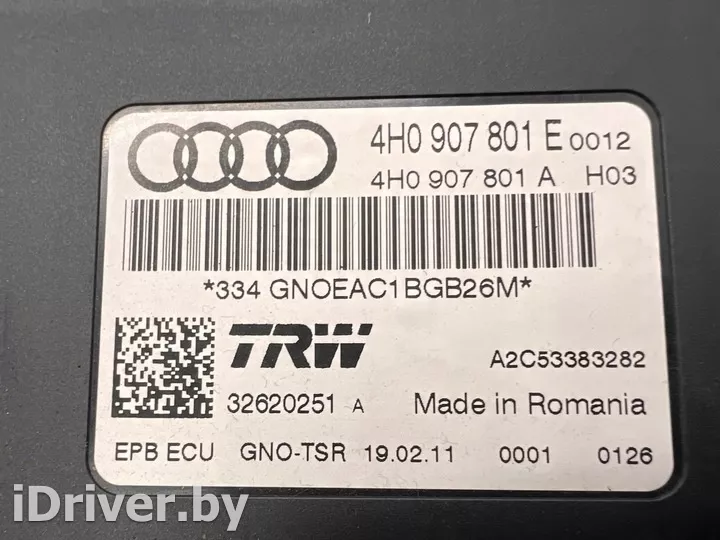 4H0 907 801 E 0012
4H0 907 801 A H03
*334 GNOEAC1BGB26M*
TRW
A2C53383282
32620251 A Made in Romania
EPB ECU GNO-TSR 19.02.11 0001 0126
iDriver.by